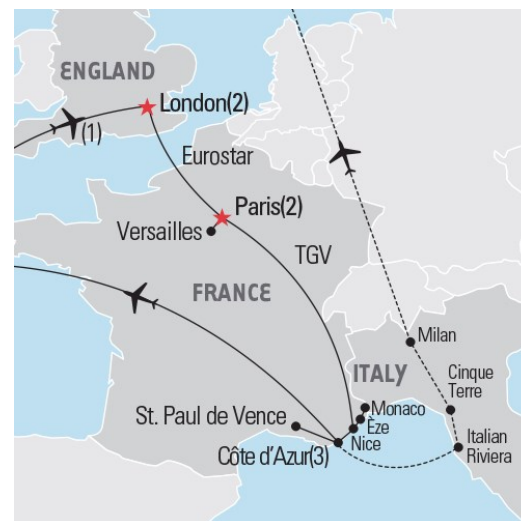 ENGLAND
London(2)
(1)
Eurostar
Paris(2)
Versailles
TGV
FRANCE
Milan
ITALY
Cinque
Terre
Monaco
St. Paul de Vence
Èze
Nice
Italian
Riviera
Côte d'Azur(3)